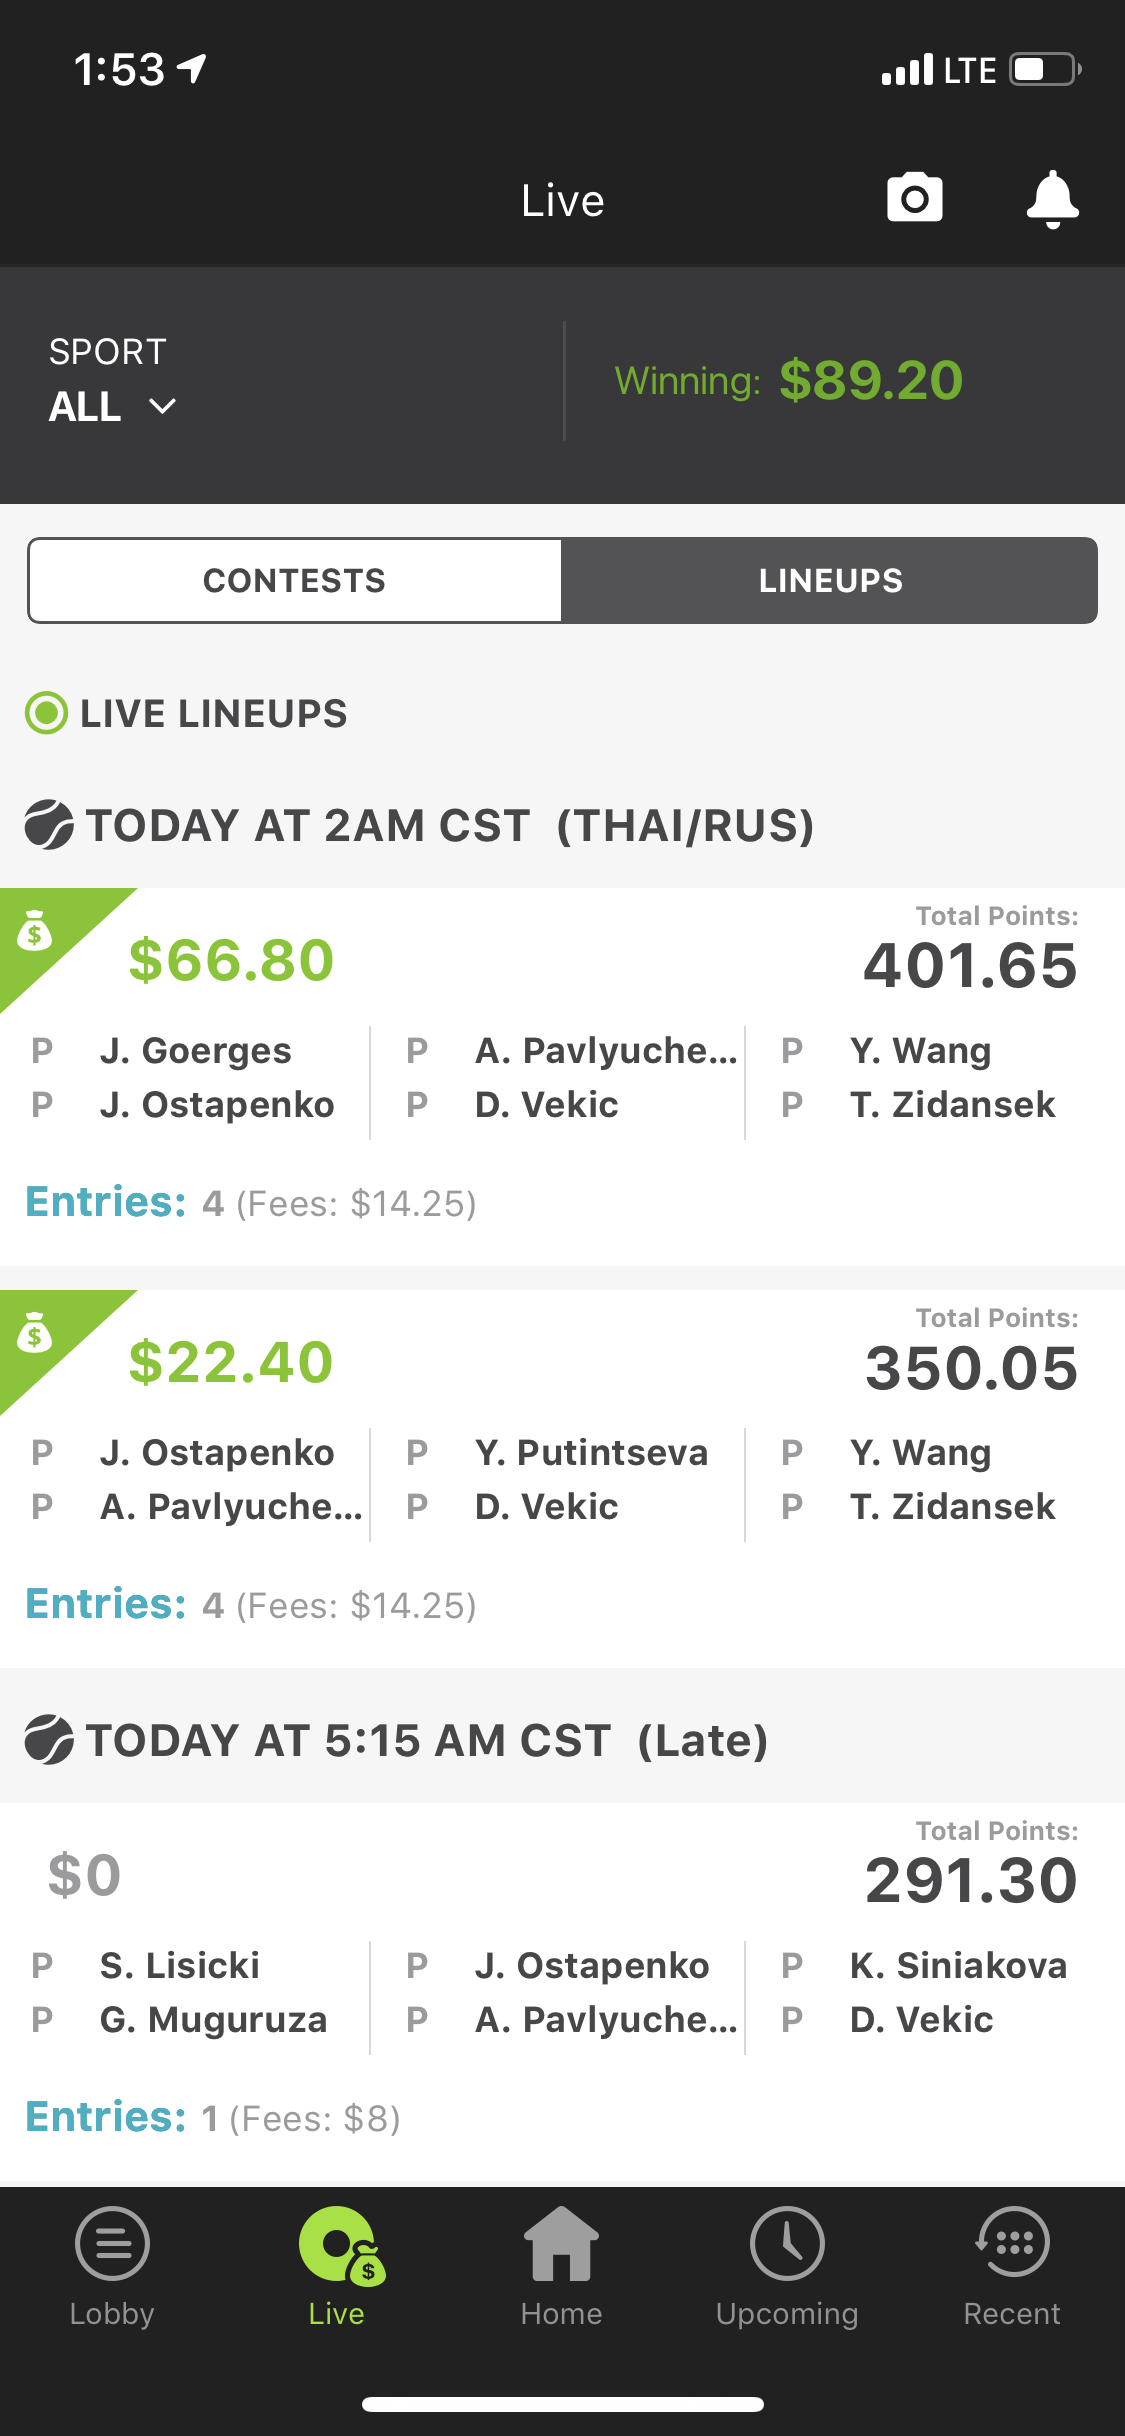 1:53 LTE
Live
SPORT
ALL
Winning: $89.20
CONTESTS LINEUPS
LIVE LINEUPS
TODAY AT 2AM CST (THAI/RUS)
$
$66.80
Total Points:
401.65
P J. Goerges P A. Pavlyuche... P Y. Wang
P J. Ostapenko P D. Vekic P T. Zidansek
Entries: 4 (Fees: $14.25)
$
$22.40
Total Points:
350.05
P J. Ostapenko P Y. Putintseva P Y. Wang
P A. Pavlyuche... P D. Vekic P T. Zidansek
Entries: 4 (Fees: $14.25)
TODAY AT 5:15 AM CST (Late)
$0
Total Points:
291.30
P S. Lisicki P J. Ostapenko P K. Siniakova
P G. Muguruza P A. Pavlyuche... P D. Vekic
Entries: 1 (Fees: $8)
$
Lobby Live Home Upcoming Recent